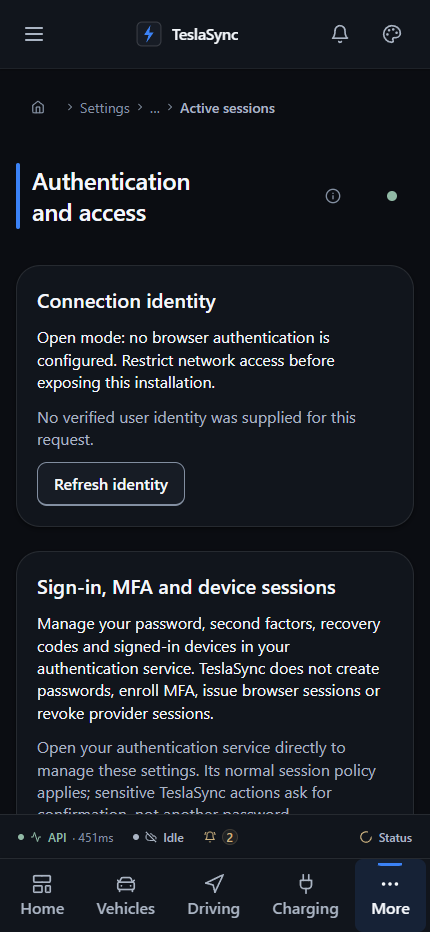 TeslaSync
Settings
...
Active sessions
Authentication
and access
Connection identity
Open mode: no browser authentication is
configured. Restrict network access before
exposing this installation.
No verified user identity was supplied for this
request.
Refresh identity
Sign-in, MFA and device sessions
Manage your password, second factors, recovery
codes and signed-in devices in your
authentication service. TeslaSync does not create
passwords, enroll MFA, issue browser sessions or
revoke provider sessions.
Open your authentication service directly to
manage these settings. Its normal session policy
applies; sensitive TeslaSync actions ask for
confirmation, not another password.
API · 451ms
Idle
2
Status
Home
Vehicles
Driving
Charging
More